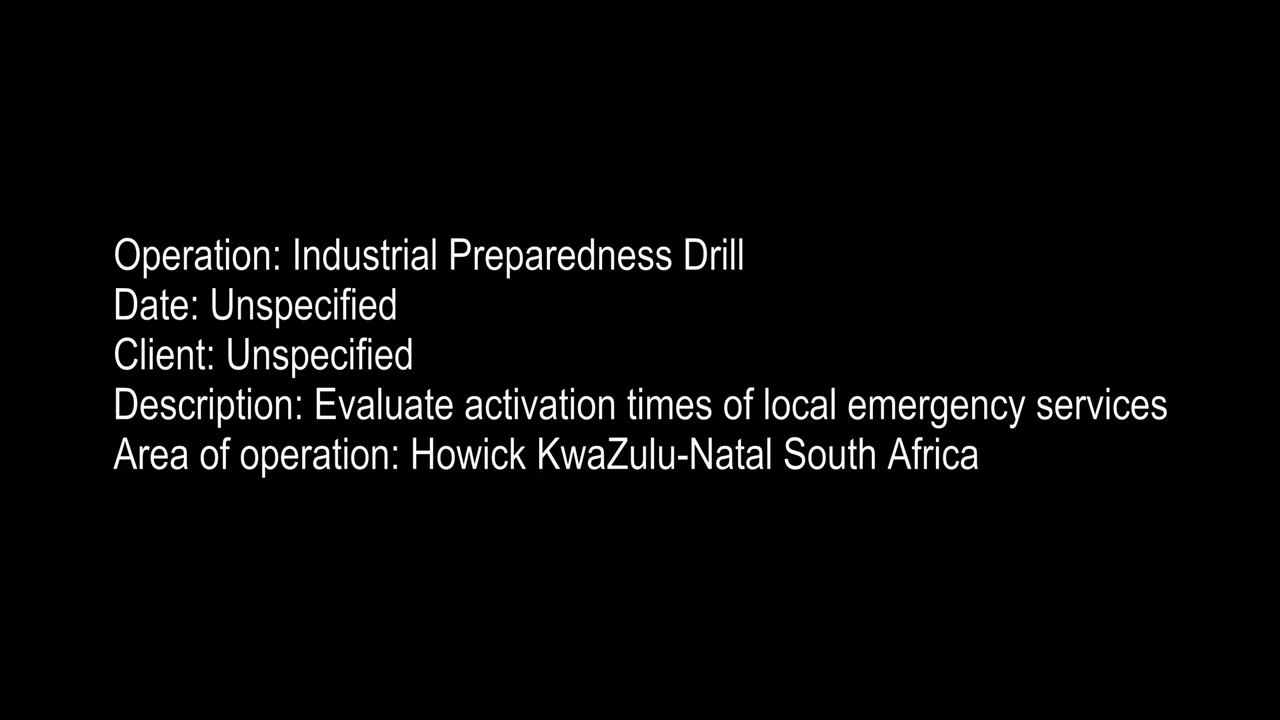 Operation: Industrial Preparedness Drill
Date: Unspecified
Client: Unspecified
Description: Evaluate activation times of local emergency services
Area of operation: Howick KwaZulu-Natal South Africa